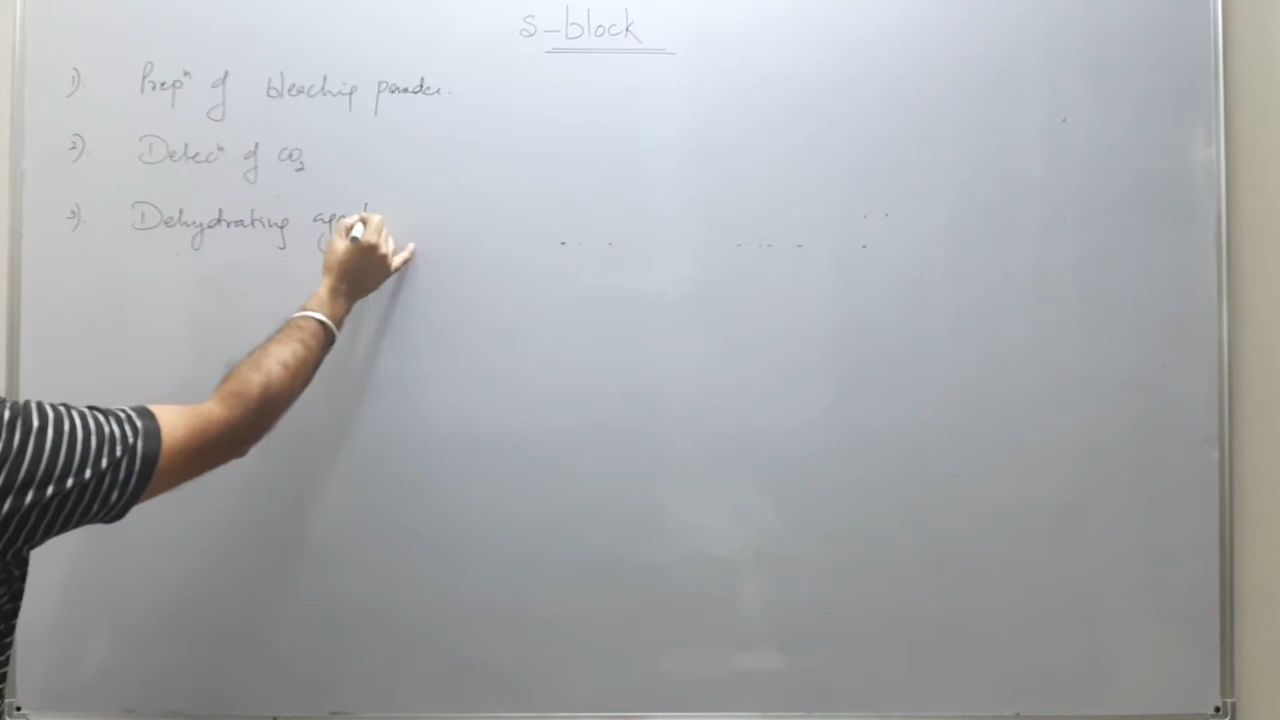 s-block
1). Prepⁿ of bleaching powder.
2). Detecⁿ of CO₂
3). Dehydrating agent